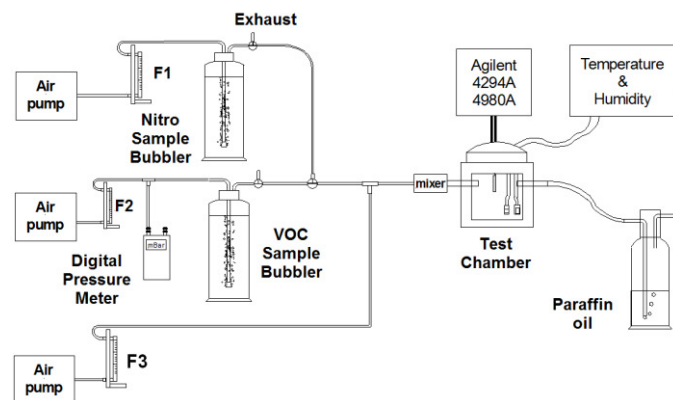 Exhaust
Air
pump
F1
Nitro
Sample
Bubbler
Agilent
4294A
4980A
Temperature
&
Humidity
Air
pump
F2
mBar
Digital
Pressure
Meter
VOC
Sample
Bubbler
mixer
Test
Chamber
Paraffin
oil
Air
pump
F3